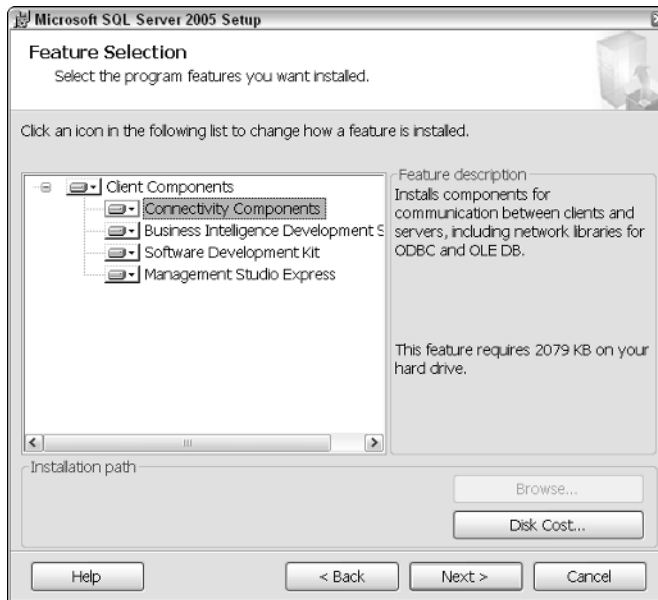 Microsoft SQL Server 2005 Setup
Feature Selection
Select the program features you want installed.
Click an icon in the following list to change how a feature is installed.
Client Components
Connectivity Components
Business Intelligence Development S
Software Development Kit
Management Studio Express
Feature description
Installs components for
communication between clients and
servers, including network libraries for
ODBC and OLE DB.
This feature requires 2079 KB on your
hard drive.
Installation path
Browse...
Disk Cost...
Help
< Back
Next >
Cancel